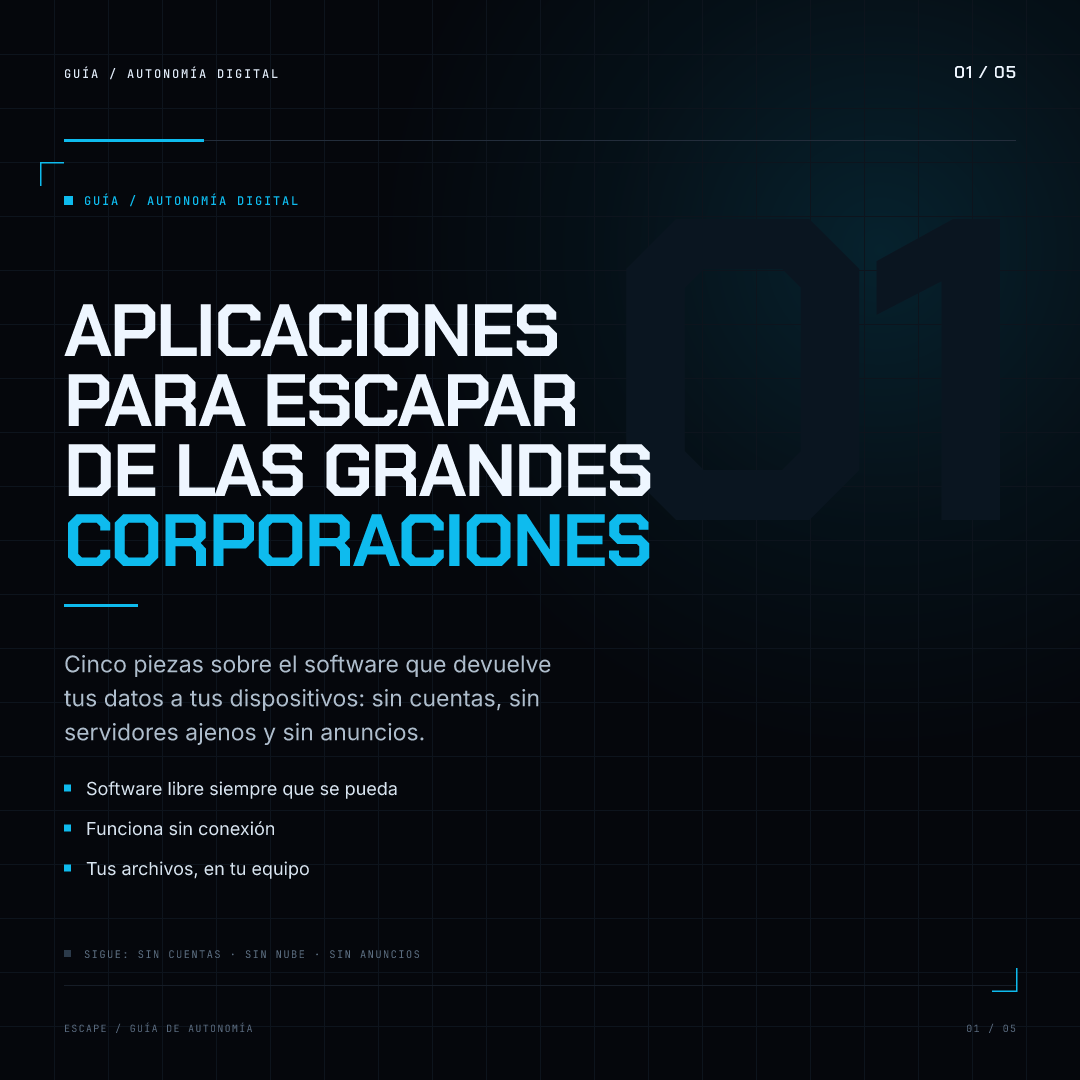 GUÍA / AUTONOMÍA DIGITAL
01 / 05
GUÍA / AUTONOMÍA DIGITAL
01
APLICACIONES
PARA ESCAPAR
DE LAS GRANDES
CORPORACIONES
Cinco piezas sobre el software que devuelve
tus datos a tus dispositivos: sin cuentas, sin
servidores ajenos y sin anuncios.
Software libre siempre que se pueda
Funciona sin conexión
Tus archivos, en tu equipo
SIGUE: SIN CUENTAS · SIN NUBE · SIN ANUNCIOS
ESCAPE / GUÍA DE AUTONOMÍA
01 / 05